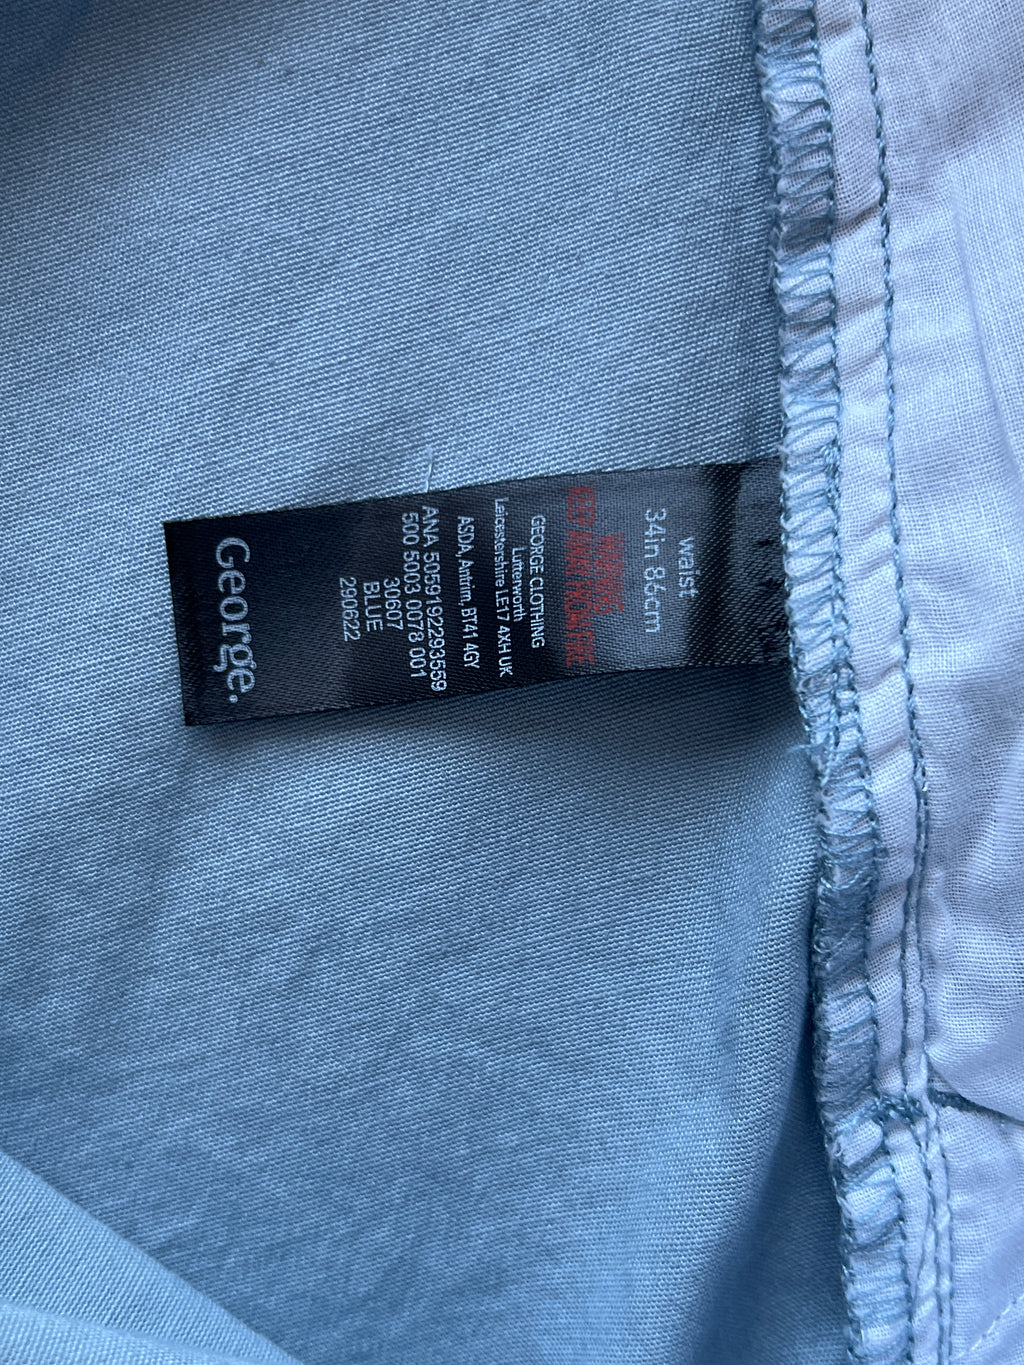 waist
34in 86cm
WARNING
KEEP AWAY FROM FIRE
GEORGE CLOTHING
Lutterworth
Leicestershire LE17 4XH UK
ASDA, Antrim, BT41 4GY
ANA 5059192293559
500 5003 0078 001
30607
BLUE
290622
George.